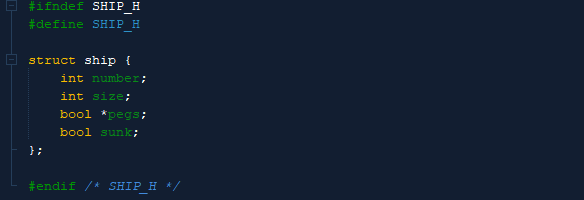 #ifndef SHIP_H
#define SHIP_H
struct ship {
int number;
int size;
bool *pegs;
bool sunk;
};
#endif /* SHIP_H */